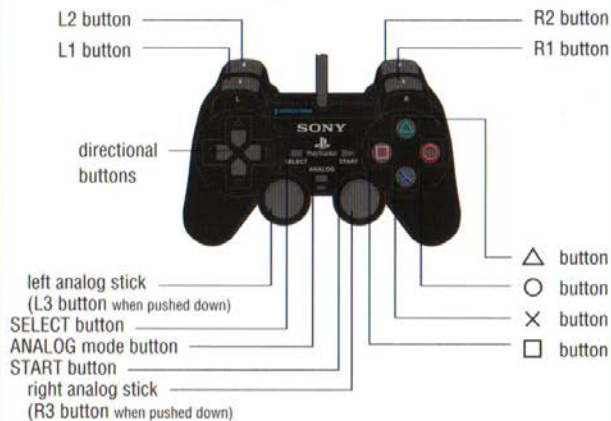 L2 button
L1 button
R2 button
R1 button
L
R
SONY
PlayStation
SELECT
START
ANALOG
directional
buttons
△ button
○ button
× button
□ button
left analog stick
(L3 button when pushed down)
SELECT button
ANALOG mode button
START button
right analog stick
(R3 button when pushed down)